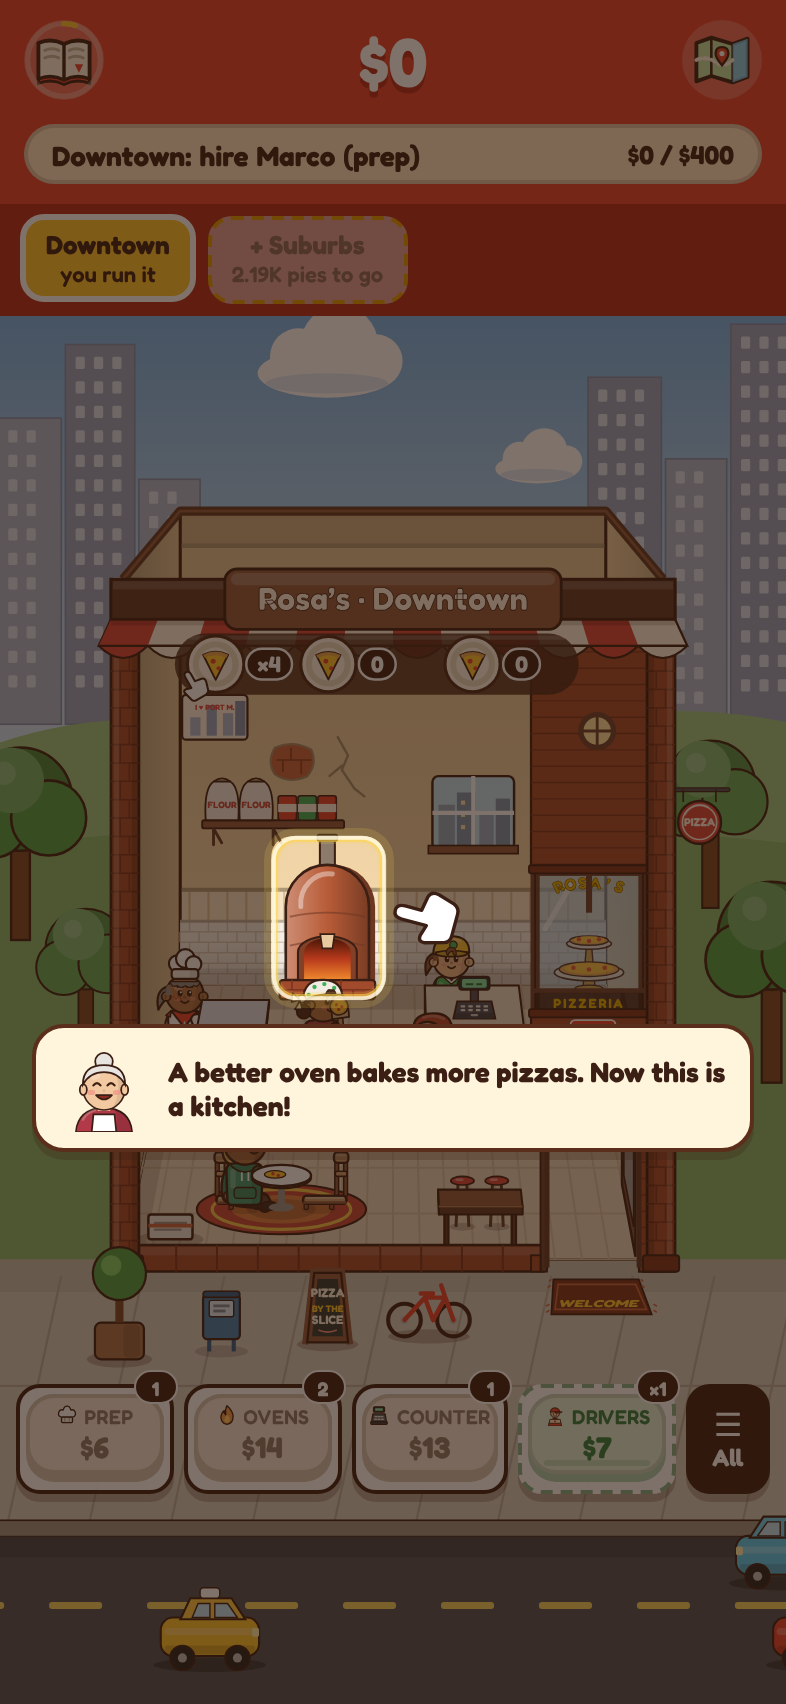 $0
Downtown: hire Marco (prep)
$0 / $400
Downtown
you run it
+ Suburbs
2.19K pies to go
Rosa's · Downtown
x4
0
0
FLOUR
FLOUR
PIZZA
ROSA'S
PIZZERIA
A better oven bakes more pizzas. Now this is
a kitchen!
PIZZA
BY THE
SLICE
WELCOME
1
2
1
x1
PREP
$6
OVENS
$14
COUNTER
$13
DRIVERS
$7
All